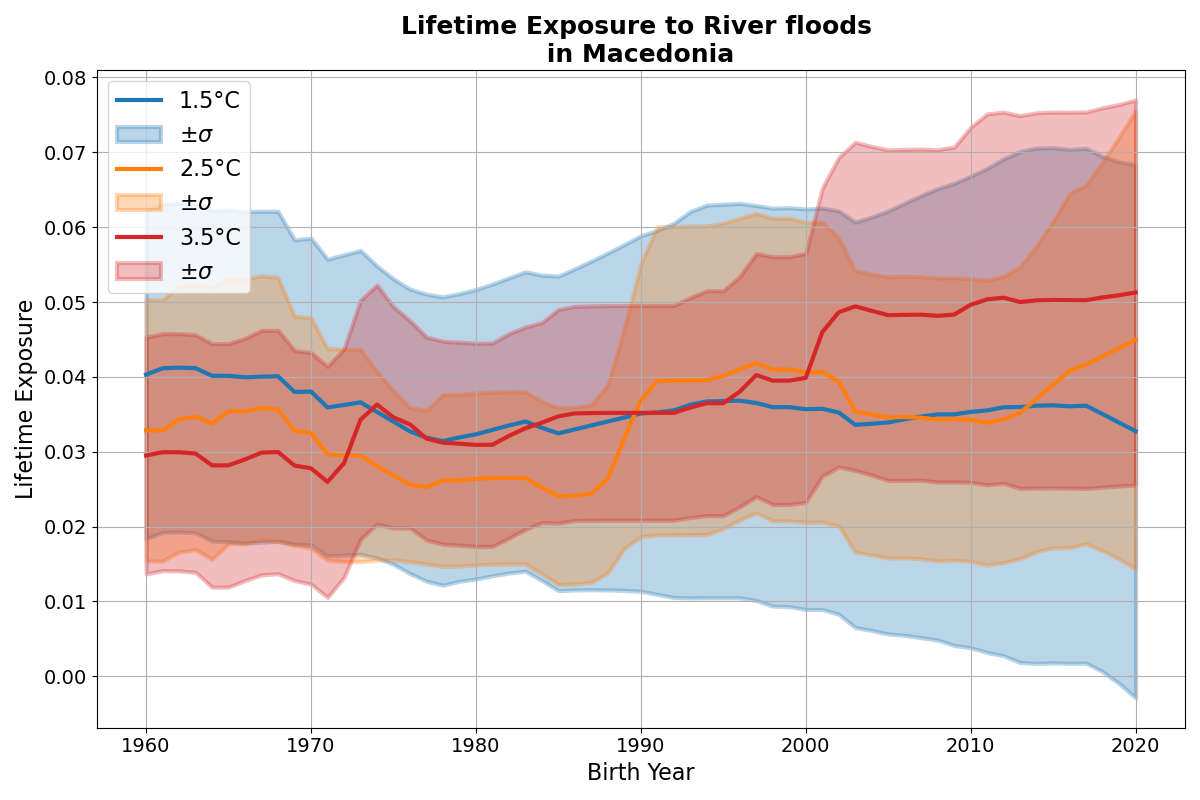 Lifetime Exposure to River floods
in Macedonia
0.08
0.07
0.06
0.05
0.04
0.03
0.02
0.01
0.00
Lifetime Exposure
1.5°C
±σ
2.5°C
±σ
3.5°C
±σ
1960 1970 1980 1990 2000 2010 2020
Birth Year